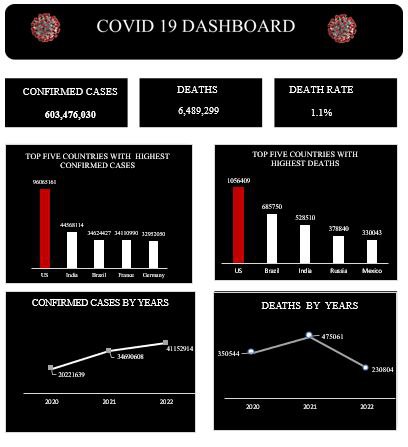 COVID 19 DASHBOARD
CONFIRMED CASES
603,476,030
DEATHS
6,489,299
DEATH RATE
1.1%
TOP FIVE COUNTRIES WITH HIGHEST
CONFIRMED CASES
96065161
44568114
34624427
34110990
32952050
US
India
Brazil
France
Germany
TOP FIVE COUNTRIES WITH
HIGHEST DEATHS
1056409
685750
528510
378840
330043
US
Brazil
India
Russia
Mexico
CONFIRMED CASES BY YEARS
20221639
34690608
41152914
2020
2021
2022
DEATHS BY YEARS
350544
475061
230804
2020
2021
2022